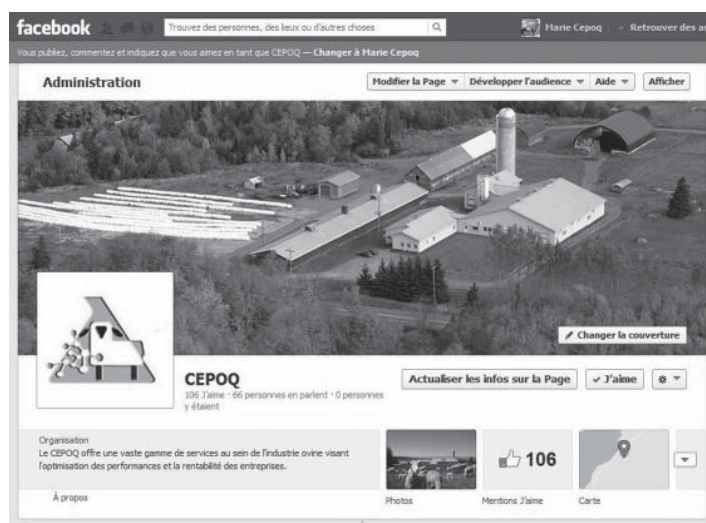 facebook
Trouvez des personnes, des lieux ou d'autres choses
Marie Cepoq
Retrouver des a
Vous publiez, commentez et indiquez que vous aimez en tant que CEPOQ — Changer à Marie Cepoq
Administration
Modifier la Page
Développer l'audience
Aide
Afficher
Changer la couverture
CEPOQ
106 J'aime · 66 personnes en parlent · 0 personnes
y étaient
Actualiser les infos sur la Page
J'aime
Organisation
Le CEPOQ offre une vaste gamme de services au sein de l'industrie ovine visant
l'optimisation des performances et la rentabilité des entreprises.
À propos
106
Photos
Mentions J'aime
Carte